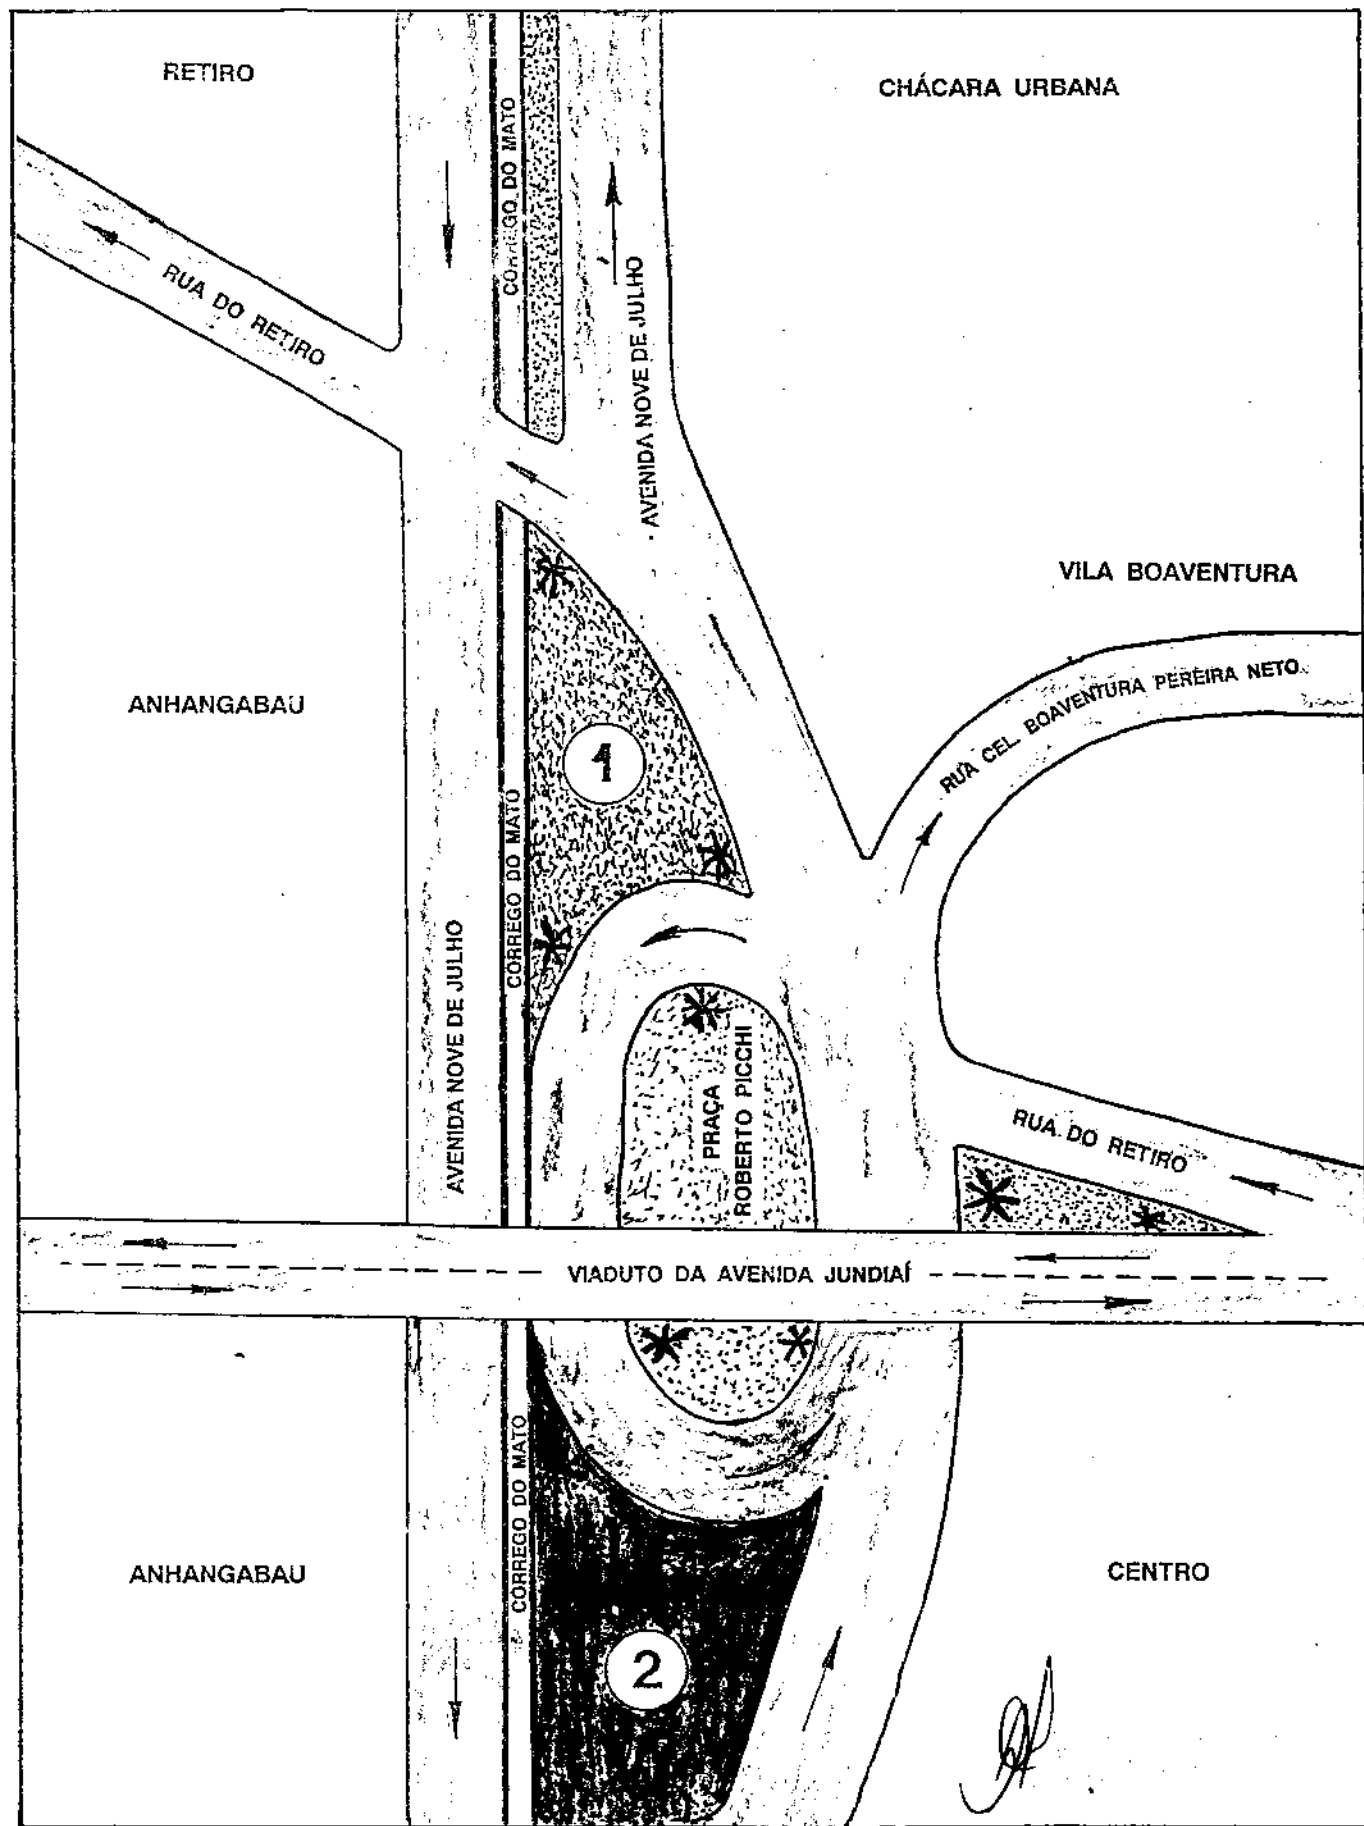 RETIRO
CHÁCARA URBANA
CÓRREGO DO MATO
RUA DO RETIRO
AVENIDA NOVE DE JULHO
VILA BOAVENTURA
RUA CEL. BOAVENTURA PEREIRA NETO
ANHANGABAU
1
CÓRREGO DO MATO
AVENIDA NOVE DE JULHO
PRAÇA
ROBERTO PICCHI
RUA DO RETIRO
VIADUTO DA AVENIDA JUNDIAÍ
CÓRREGO DO MATO
ANHANGABAU
CENTRO
2